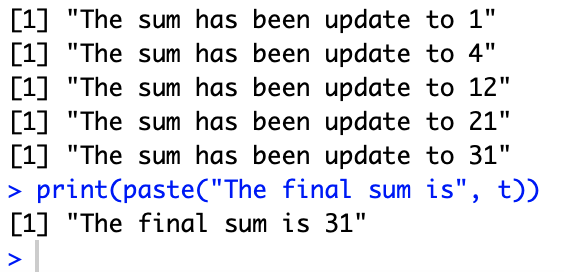 [1] "The sum has been update to 1"
[1] "The sum has been update to 4"
[1] "The sum has been update to 12"
[1] "The sum has been update to 21"
[1] "The sum has been update to 31"
> print(paste("The final sum is", t))
[1] "The final sum is 31"
>